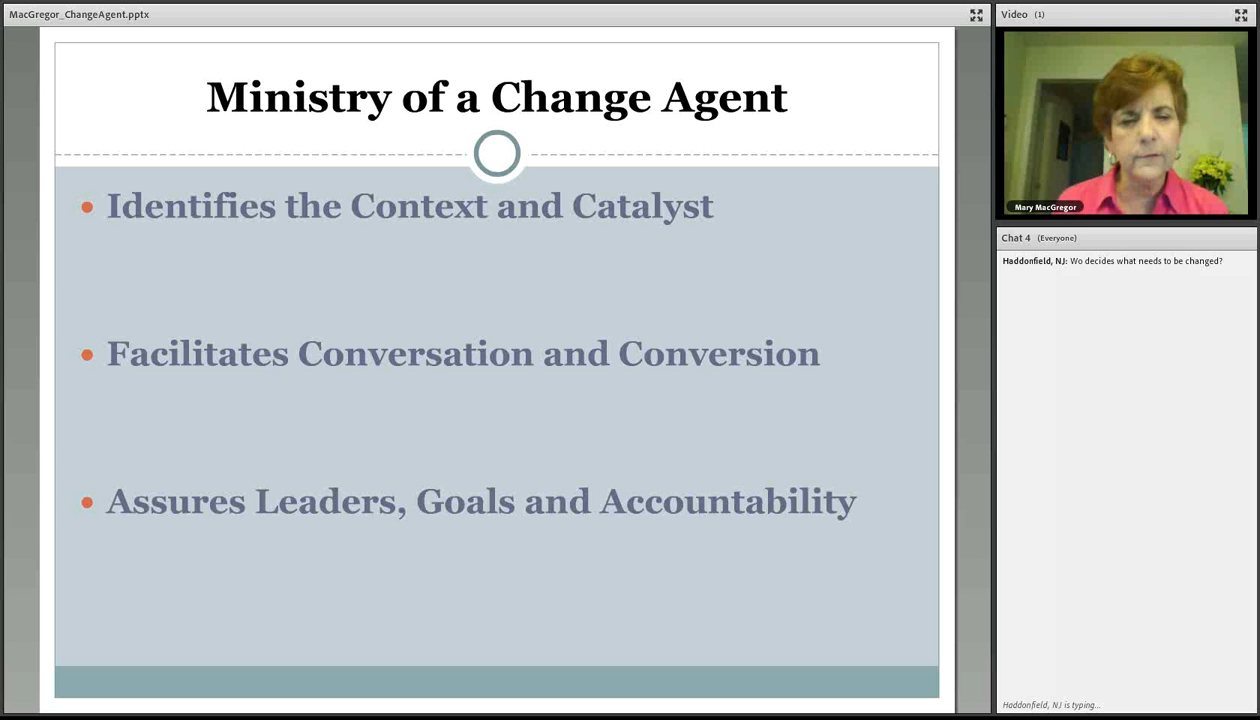 MacGregor_ChangeAgent.pptx
Ministry of a Change Agent
Identifies the Context and Catalyst
Facilitates Conversation and Conversion
Assures Leaders, Goals and Accountability
Video (1)
Mary MacGregor
Chat 4 (Everyone)
Haddonfield, NJ: Wo decides what needs to be changed?
Haddonfield, NJ is typing...